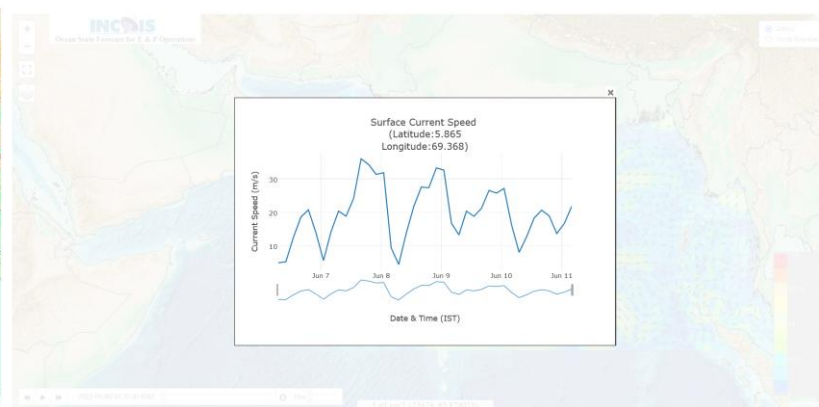 INCOIS
Ocean State Forecast for E & P Operations
x
Surface Current Speed
(Latitude:5.865
Longitude:69.368)
Current Speed (m/s)
30
20
10
Jun 7
Jun 8
Jun 9
Jun 10
Jun 11
Date & Time (IST)